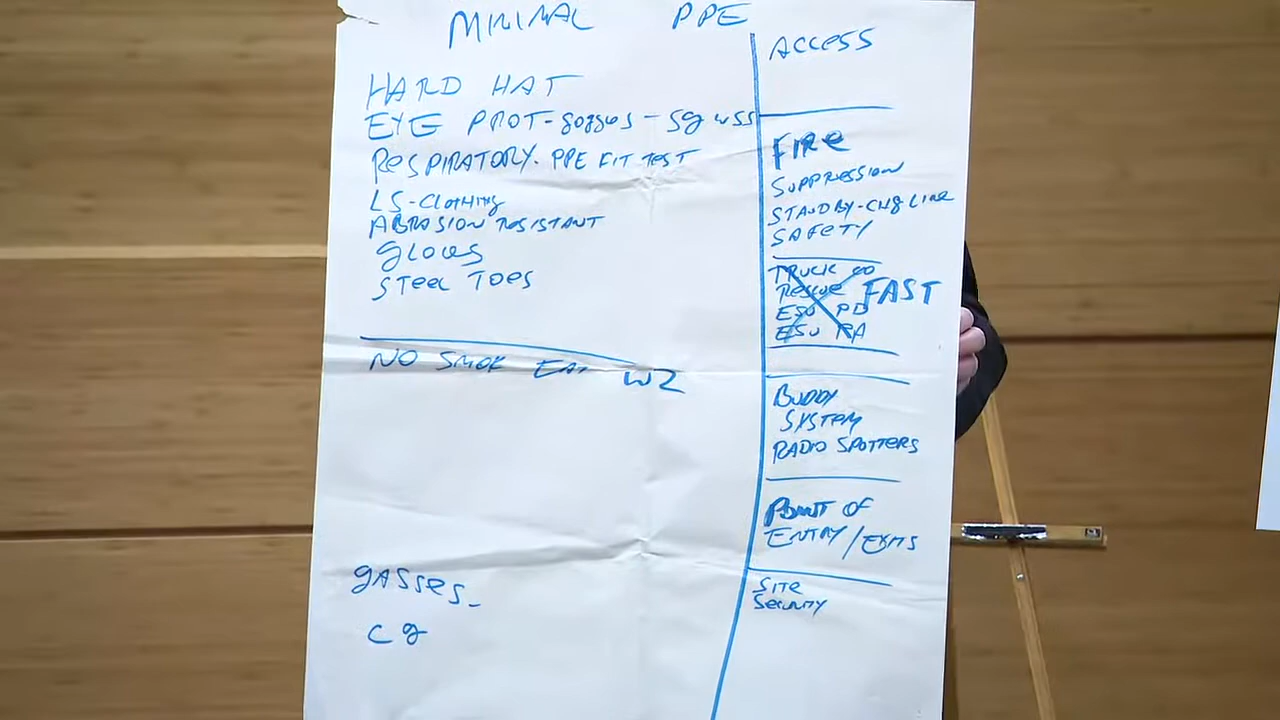 MINIMAL PPE
HARD HAT
EYE PROT-goggles-
RESPIRATORY. PPE FIT TEST
LS-Clothing
ABRASION RESISTANT
gloves
STeeL Toes
NO SMOK EAT WZ
gASSes-
Cg
ACCESS
FIRE
SUPPRESSION
STANDBY-CHG LINE
SAFETY
TRUCK CO
Rescue FAST
ESU PD
ESU PA
BUDDY
SYSTEM
RADIO SPOTTERS
POINT OF
ENTRY/EXITS
SITE
Security